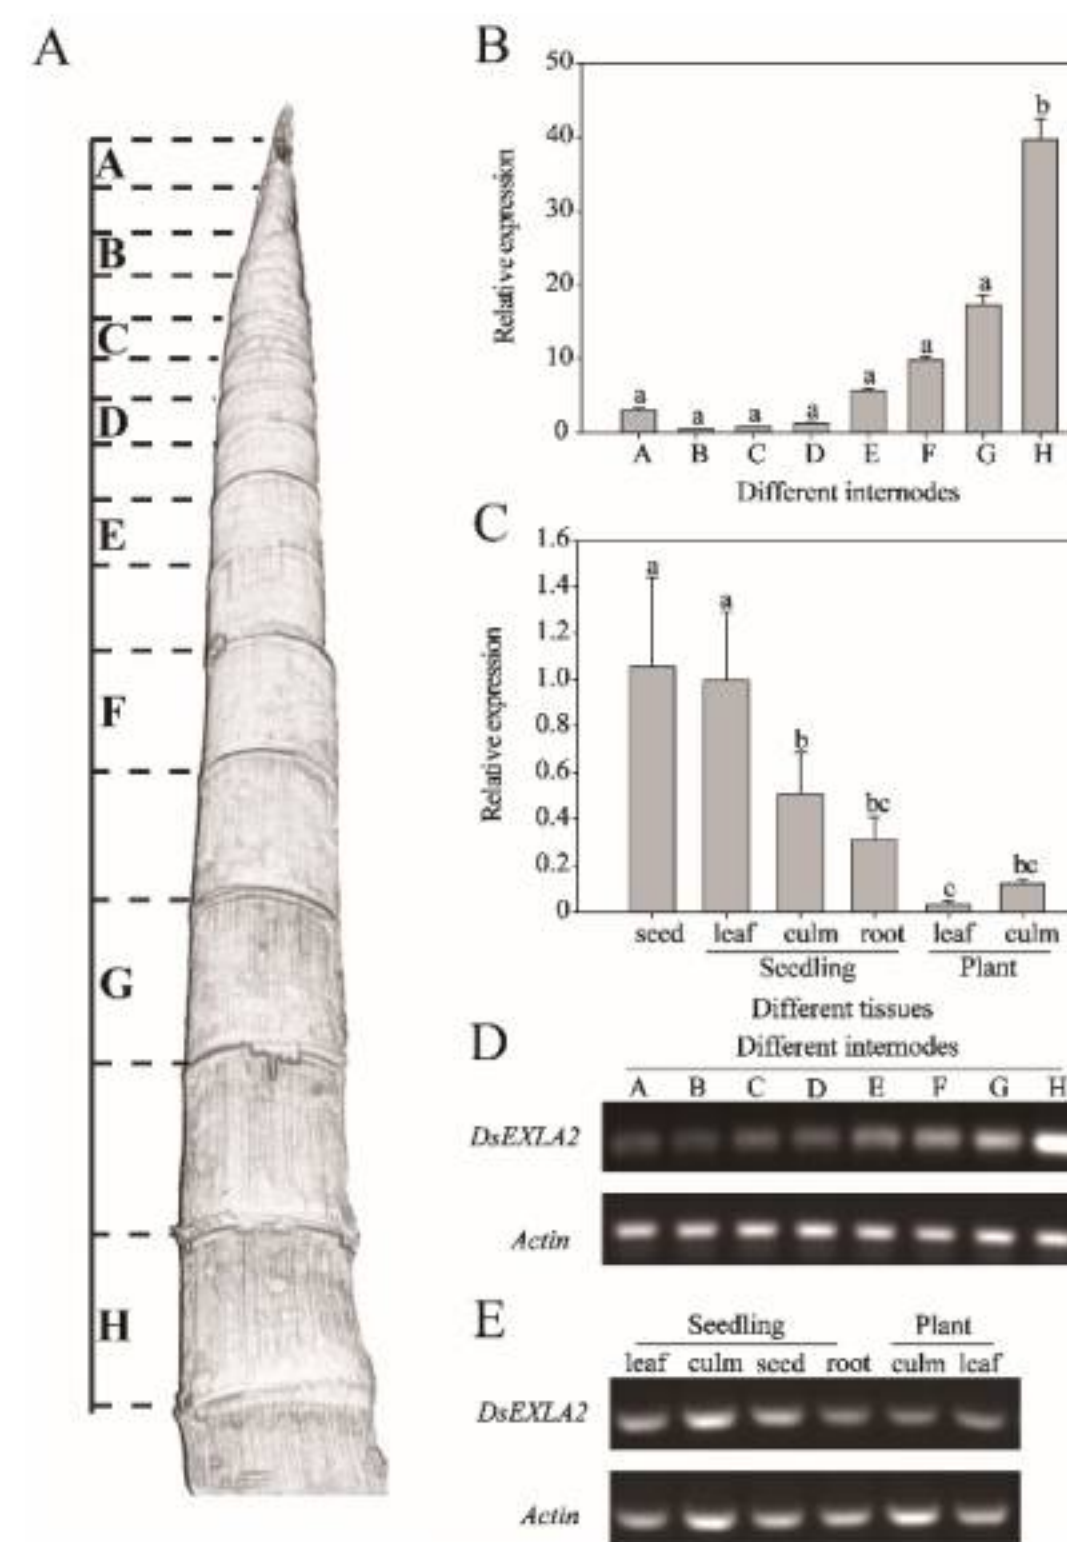 A
A
B
C
D
E
F
G
H
B
50
40
30
20
10
0
Relative expression
a a a a a a a b
A B C D E F G H
Different internodes
C
1.6
1.4
1.2
1.0
0.8
0.6
0.4
0.2
0
Relative expression
a a b bc c bc
seed leaf culm root leaf culm
Seedling Plant
Different tissues
D
Different internodes
A B C D E F G H
DsEXLA2
Actin
E
Seedling Plant
leaf culm seed root culm leaf
DsEXLA2
Actin